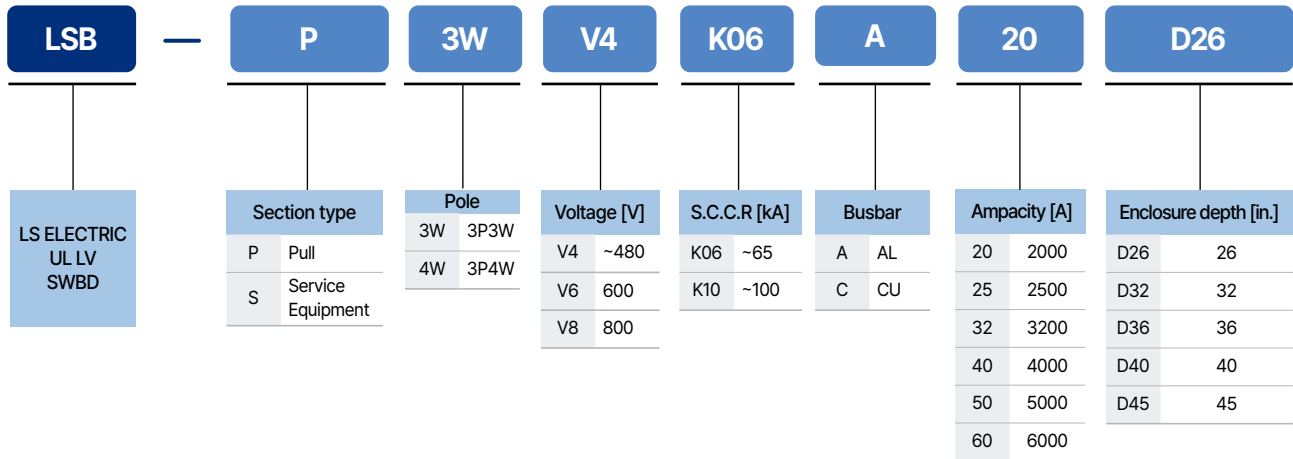 LSB — P 3W V4 K06 A 20 D26
LS ELECTRIC
UL LV
SWBD
Section type
P Pull
S Service
Equipment
Pole
3W 3P3W
4W 3P4W
Voltage [V]
V4 ~480
V6 600
V8 800
S.C.C.R [kA]
K06 ~65
K10 ~100
Busbar
A AL
C CU
Ampacity [A]
20 2000
25 2500
32 3200
40 4000
50 5000
60 6000
Enclosure depth [in.]
D26 26
D32 32
D36 36
D40 40
D45 45